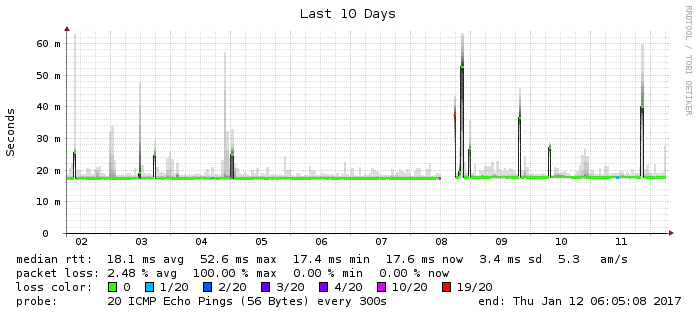 Last 10 Days
RRDTOOL / TOBI OETIKER
Seconds
60 m
50 m
40 m
30 m
20 m
10 m
0
02 03 04 05 06 07 08 09 10 11
median rtt: 18.1 ms avg 52.6 ms max 17.4 ms min 17.6 ms now 3.4 ms sd 5.3 am/s
packet loss: 2.48 % avg 100.00 % max 0.00 % min 0.00 % now
loss color: 0 1/20 2/20 3/20 4/20 10/20 19/20
probe: 20 ICMP Echo Pings (56 Bytes) every 300s end: Thu Jan 12 06:05:08 2017